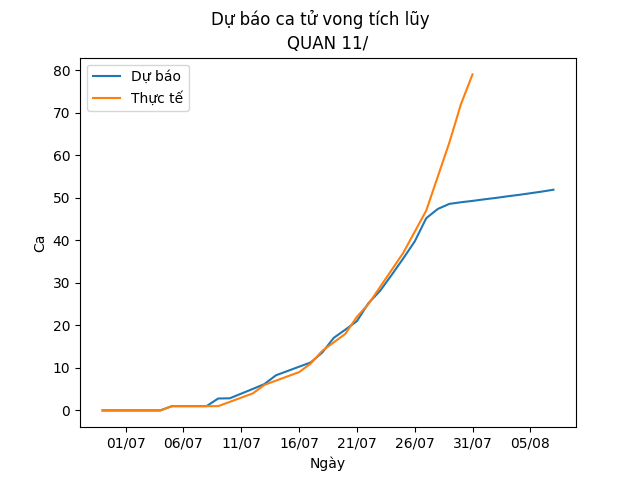 Dự báo ca tử vong tích lũy
QUAN 11/
Dự báo
Thực tế
80
70
60
50
40
30
20
10
0
Ca
01/07 06/07 11/07 16/07 21/07 26/07 31/07 05/08
Ngày